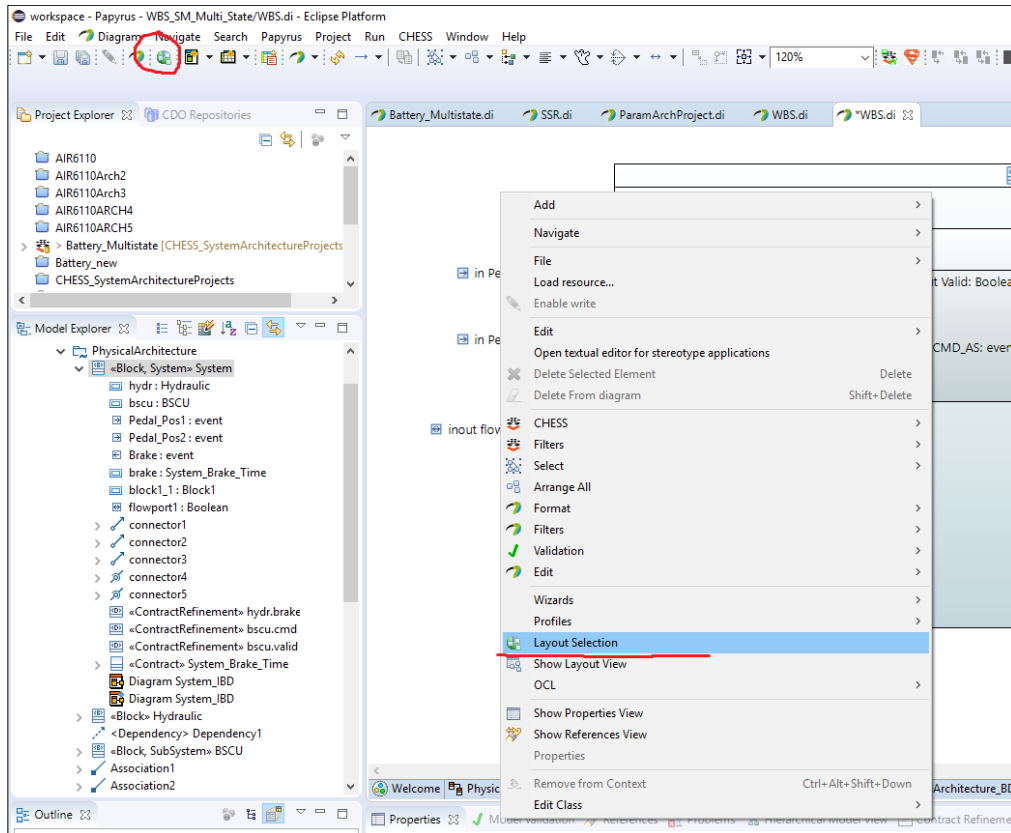 workspace - Papyrus - WBS_SM_Multi_State/WBS.di - Eclipse Platform
File Edit Diagram Navigate Search Papyrus Project Run CHESS Window Help
120%
Project Explorer CDO Repositories
AIR6110
AIR6110Arch2
AIR6110Arch3
AIR6110ARCH4
AIR6110ARCH5
> Battery_Multistate [CHESS_SystemArchitectureProjects
Battery_new
CHESS_SystemArchitectureProjects
Model Explorer
PhysicalArchitecture
«Block, System» System
hydr : Hydraulic
bscu : BSCU
Pedal_Pos1 : event
Pedal_Pos2 : event
Brake : event
brake : System_Brake_Time
block1_1 : Block1
flowport1 : Boolean
connector1
connector2
connector3
connector4
connector5
«ContractRefinement» hydr.brake
«ContractRefinement» bscu.cmd
«ContractRefinement» bscu.valid
«Contract» System_Brake_Time
Diagram System_IBD
Diagram System_IBD
«Block» Hydraulic
<Dependency> Dependency1
«Block, SubSystem» BSCU
Association1
Association2
Outline
Battery_Multistate.di SSR.di ParamArchProject.di WBS.di *WBS.di
in Pe
in Pe
inout flov
t Valid: Boolea
CMD_AS: ever
Add
Navigate
File
Load resource...
Enable write
Edit
Open textual editor for stereotype applications
Delete Selected Element Delete
Delete From diagram Shift+Delete
CHESS
Filters
Select
Arrange All
Format
Filters
Validation
Edit
Wizards
Profiles
Layout Selection
Show Layout View
OCL
Show Properties View
Show References View
Properties
Remove from Context Ctrl+Alt+Shift+Down
Edit Class
Welcome Physic Architecture_BD
Properties Model Validation References Problems Hierarchical Model View Contract Refineme